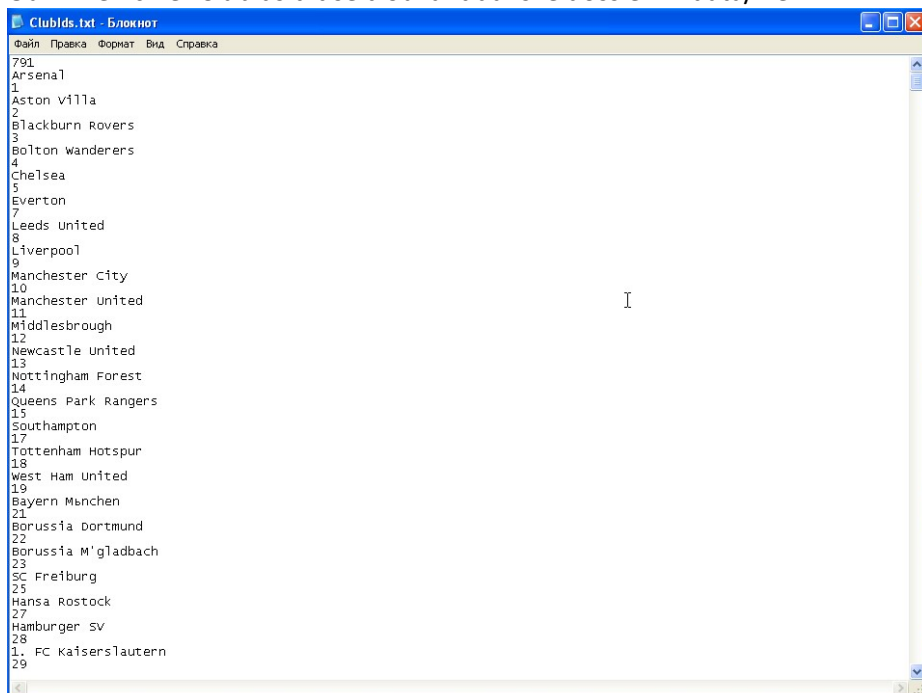 ClubIds.txt - Блокнот
Файл Правка Формат Вид Справка
791
Arsenal
1
Aston Villa
2
Blackburn Rovers
3
Bolton Wanderers
4
Chelsea
5
Everton
7
Leeds United
8
Liverpool
9
Manchester City
10
Manchester United
11
Middlesbrough
12
Newcastle United
13
Nottingham Forest
14
Queens Park Rangers
15
Southampton
17
Tottenham Hotspur
18
West Ham United
19
Bayern Mьnchen
21
Borussia Dortmund
22
Borussia M'gladbach
23
SC Freiburg
25
Hansa Rostock
27
Hamburger SV
28
1. FC Kaiserslautern
29